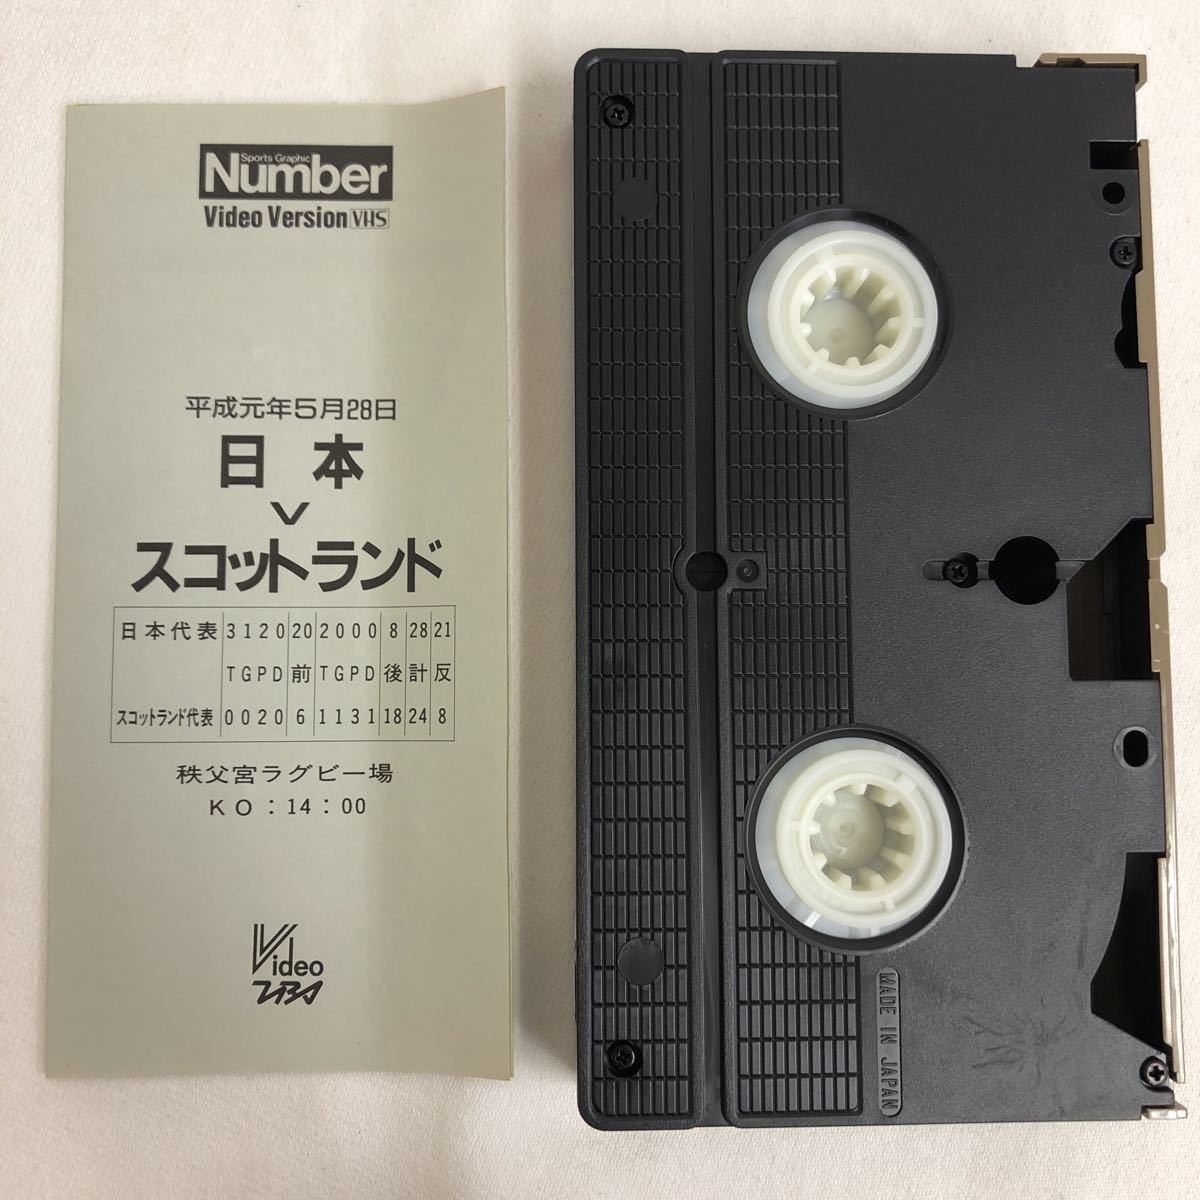 Sports Graphic
Number
Video Version VHS
平成元年5月28日
日本
V
スコットランド
日本代表 3 1 2 0 20 2 0 0 0 8 28 21
T G P D 前 T G P D 後 計 反
スコットランド代表 0 0 2 0 6 1 1 3 1 18 24 8
秩父宮ラグビー場
KO：14：00
Video
TBS
MADE IN JAPAN